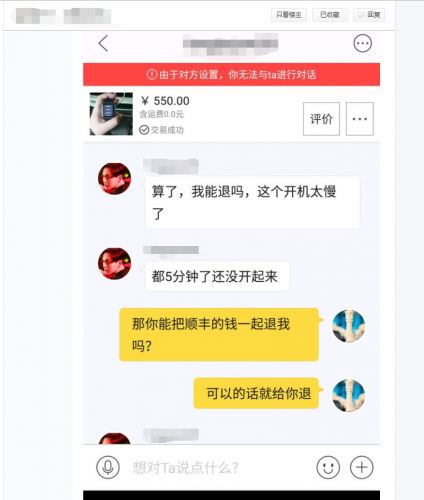 只看楼主
已收藏
回复
由于对方设置，你无法与ta进行对话
￥ 550.00
含运费0.0元
交易成功
评价
算了，我能退吗，这个开机太慢
了
都5分钟了还没开起来
那你能把顺丰的钱一起退我
吗？
可以的话就给你退
想对Ta说点什么？